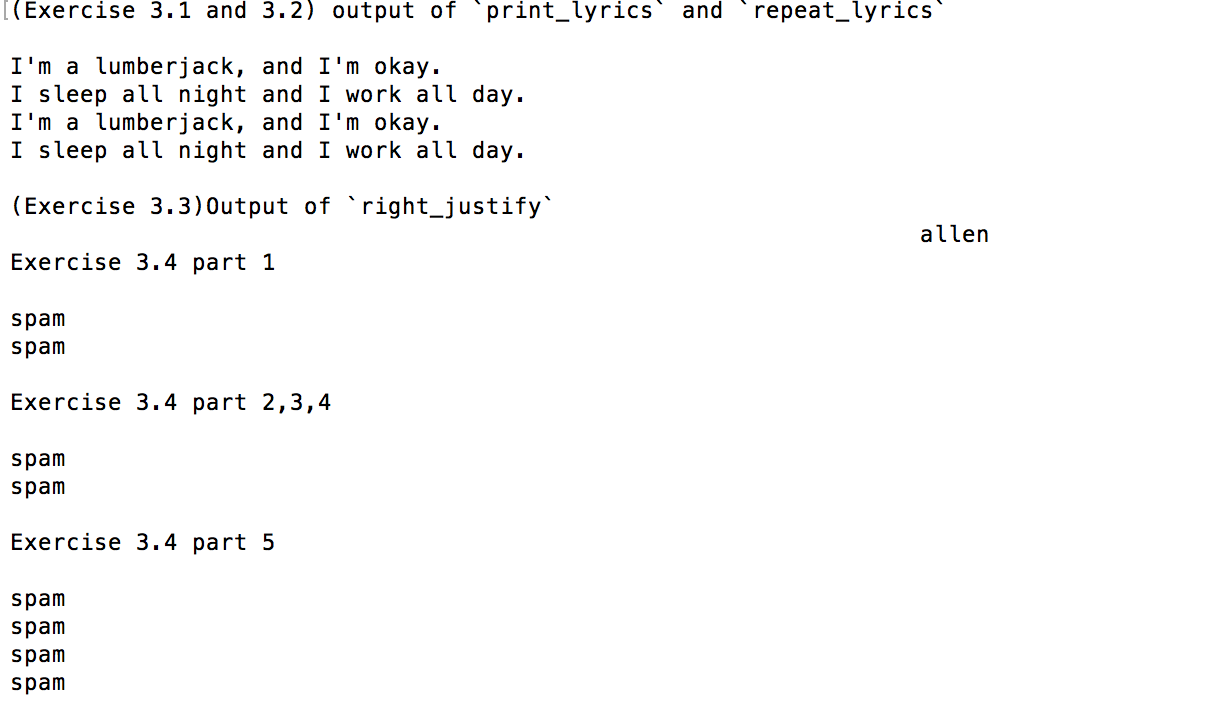 [(Exercise 3.1 and 3.2) output of `print_lyrics` and `repeat_lyrics`
I'm a lumberjack, and I'm okay.
I sleep all night and I work all day.
I'm a lumberjack, and I'm okay.
I sleep all night and I work all day.
(Exercise 3.3)Output of `right_justify`
allen
Exercise 3.4 part 1
spam
spam
Exercise 3.4 part 2,3,4
spam
spam
Exercise 3.4 part 5
spam
spam
spam
spam